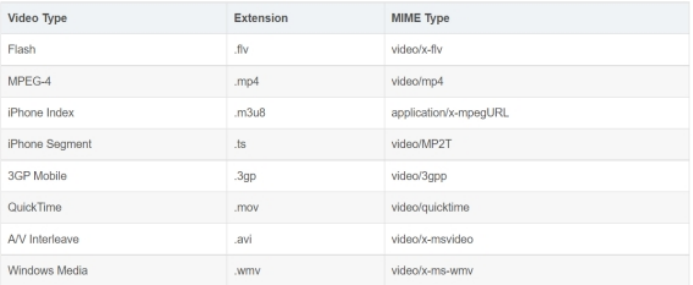 Video Type Extension MIME Type
Flash .flv video/x-flv
MPEG-4 .mp4 video/mp4
iPhone Index .m3u8 application/x-mpegURL
iPhone Segment .ts video/MP2T
3GP Mobile .3gp video/3gpp
QuickTime .mov video/quicktime
A/V Interleave .avi video/x-msvideo
Windows Media .wmv video/x-ms-wmv